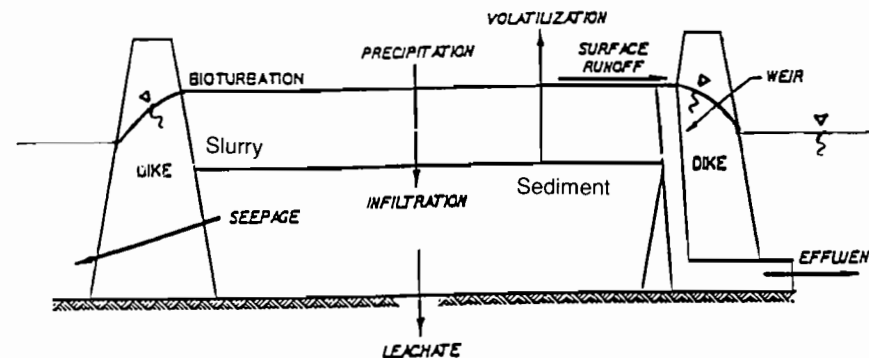 VOLATILIZATION
PRECIPITATION
SURFACE
RUNOFF
BIOTURBATION
WEIR
Slurry
DIKE
DIKE
INFILTRATION
Sediment
SEEPAGE
EFFLUEN
LEACHATE